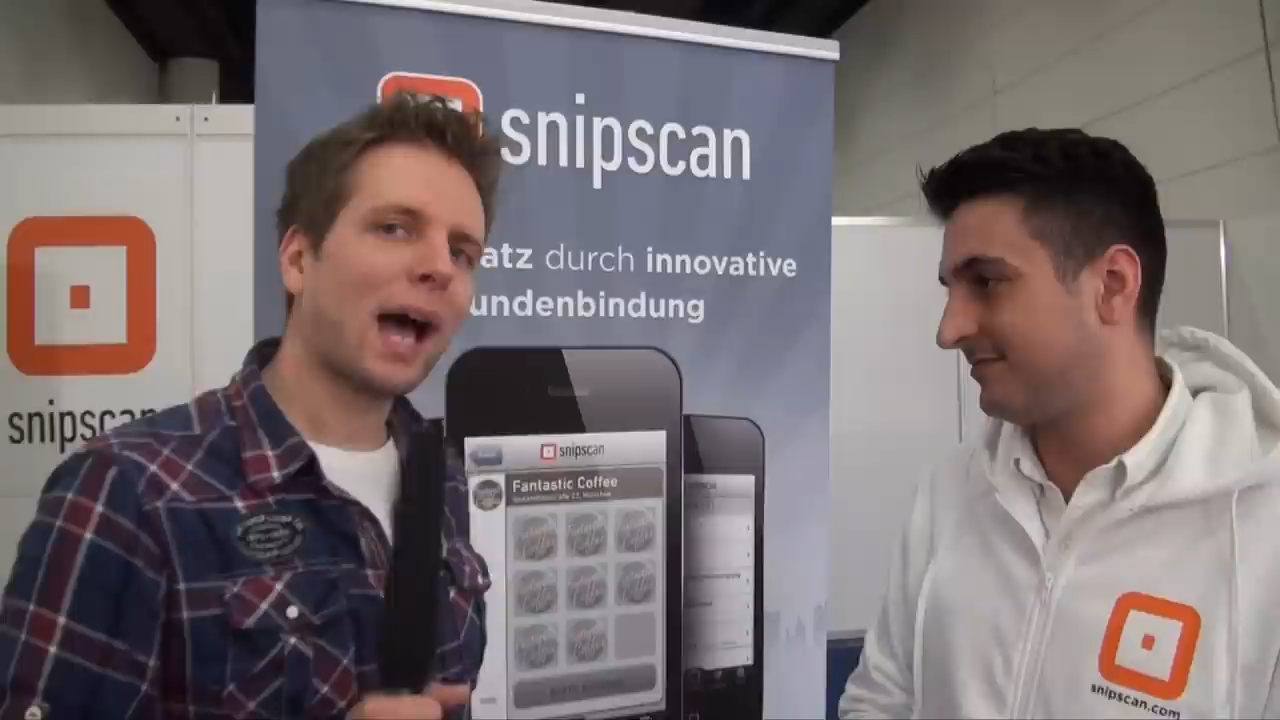 snipscan
atz durch innovative
undenbindung
snipscan
snipscan
Fantastic Coffee
snipscan.com